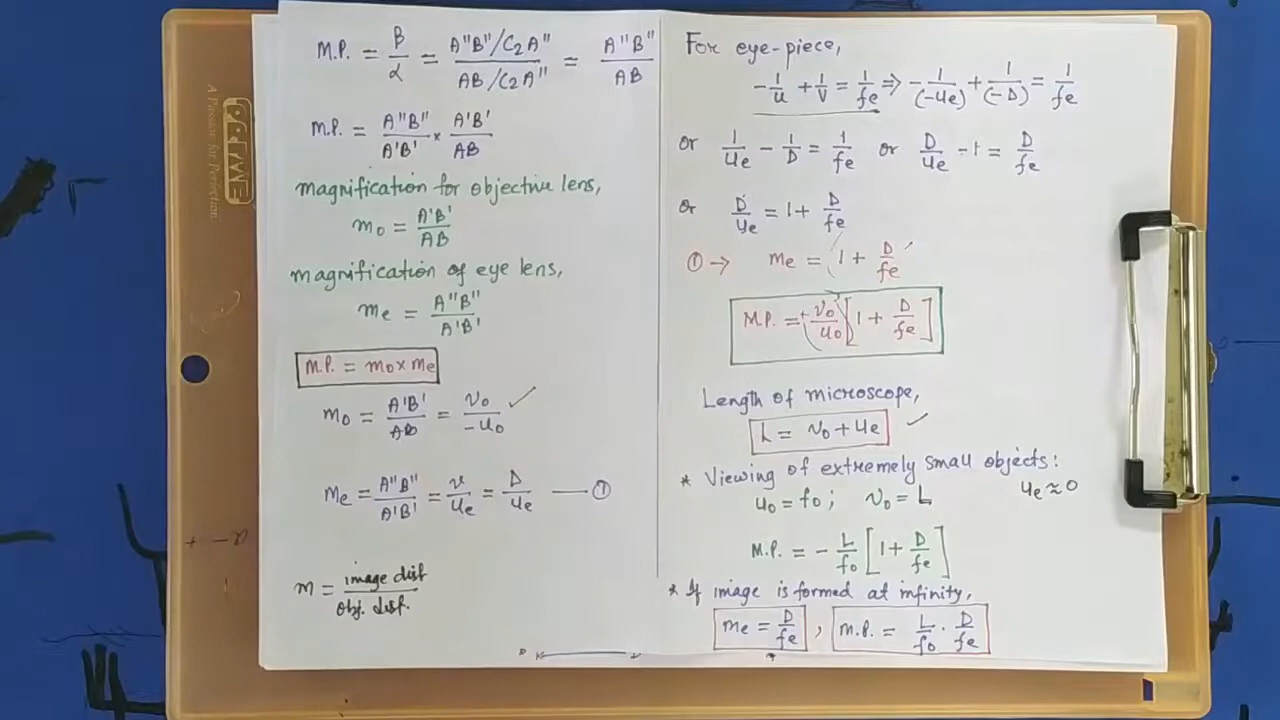 M.P. = β/α = A"B"/C₂A" / AB/C₂A" = A"B"/AB
M.P. = A"B"/A'B' × A'B'/AB
magnification for objective lens,
m₀ = A'B'/AB
magnification of eye lens,
me = A"B"/A'B'
M.P. = m₀ × me
m₀ = A'B'/AB = v₀/-u₀ ✓
Me = A"B"/A'B' = v/ue = D/ue — ①
m = image dist/obj. dist.
For eye-piece,
-1/u + 1/v = 1/fe ⇒ -1/(-ue) + 1/(-D) = 1/fe
or 1/ue - 1/D = 1/fe or D/ue - 1 = D/fe
or D/ue = 1 + D/fe
① → me = 1 + D/fe
M.P. = + v₀/u₀ [1 + D/fe]
Length of microscope,
L = v₀ + ue ✓
* Viewing of extremely small objects:
u₀ = f₀ ; v₀ = L ue ≈ 0
M.P. = - L/f₀ [1 + D/fe]
* If image is formed at infinity,
me = D/fe , M.P. = L/f₀ · D/fe
A Passion for Perfection